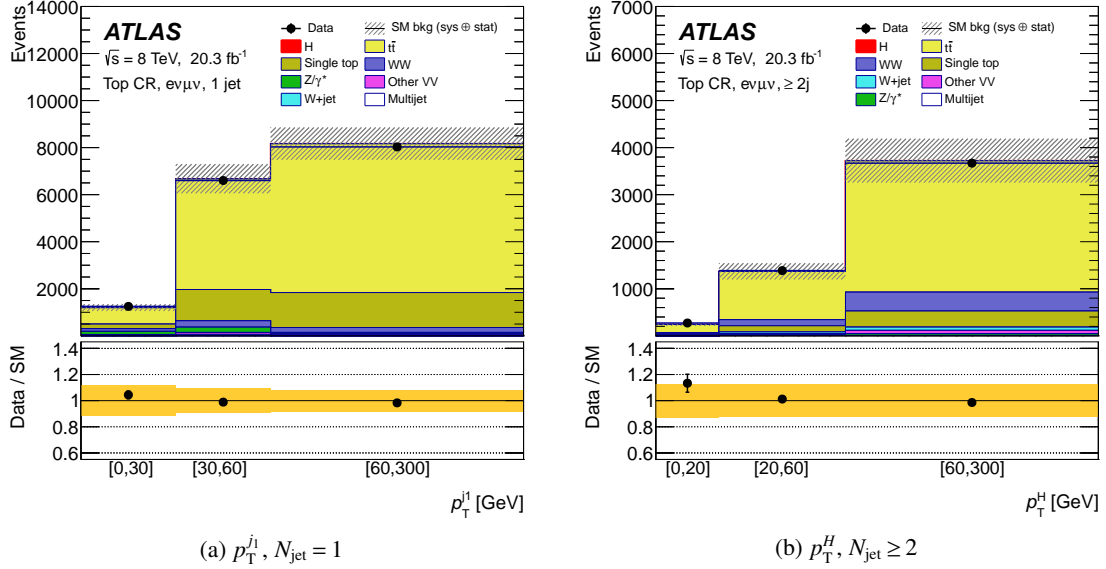 Events
14000
12000
10000
8000
6000
4000
2000
ATLAS
√s = 8 TeV, 20.3 fb⁻¹
Top CR, eνμν, 1 jet
Data
SM bkg (sys ⊕ stat)
H
tt̄
Single top
WW
Z/γ*
Other VV
W+jet
Multijet
Data / SM
1.4
1.2
1
0.8
0.6
[0,30]
[30,60]
[60,300]
p_T^{j1} [GeV]
(a) p_T^{j_1}, N_jet = 1
Events
7000
6000
5000
4000
3000
2000
1000
ATLAS
√s = 8 TeV, 20.3 fb⁻¹
Top CR, eνμν, ≥ 2j
Data
SM bkg (sys ⊕ stat)
H
tt̄
WW
Single top
W+jet
Other VV
Z/γ*
Multijet
Data / SM
1.4
1.2
1
0.8
0.6
[0,20]
[20,60]
[60,300]
p_T^H [GeV]
(b) p_T^H, N_jet ≥ 2